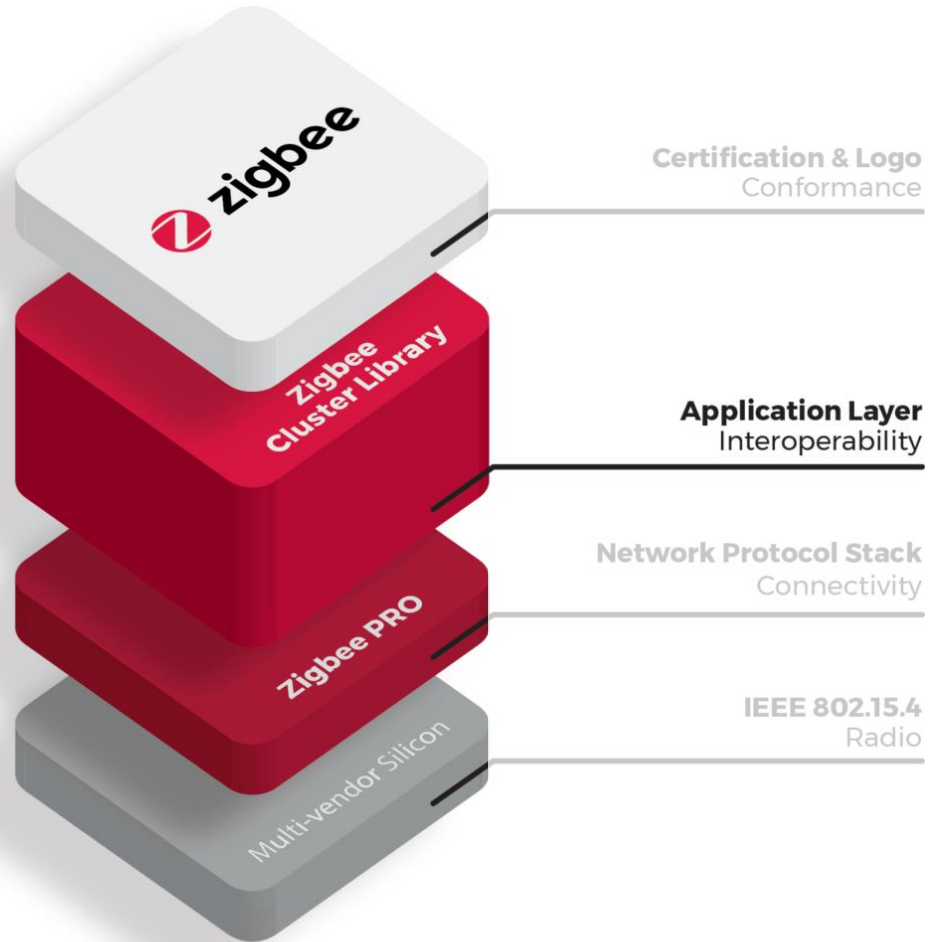 zigbee
Certification & Logo
Conformance
Zigbee
Cluster Library
Application Layer
Interoperability
Network Protocol Stack
Connectivity
Zigbee PRO
IEEE 802.15.4
Radio
Multi-vendor Silicon